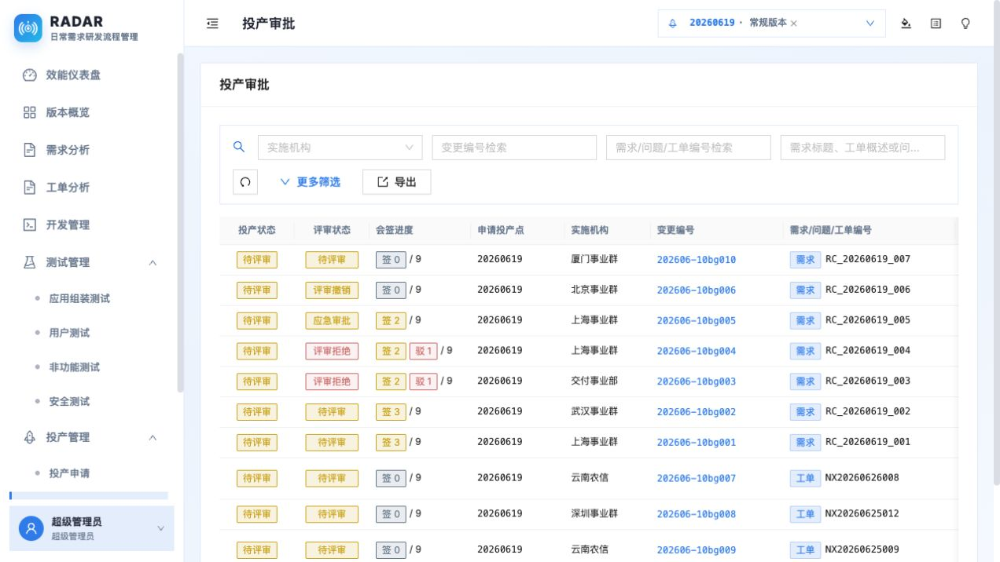 RADAR
日常需求研发流程管理
效能仪表盘
版本概览
需求分析
工单分析
开发管理
测试管理
应用组装测试
用户测试
非功能测试
安全测试
投产管理
投产申请
超级管理员
超级管理员
投产审批
20260619 · 常规版本 ×
投产审批
实施机构 变更编号检索 需求/问题/工单编号检索 需求标题、工单概述或问...
更多筛选 导出
投产状态 评审状态 会签进度 申请投产点 实施机构 变更编号 需求/问题/工单编号
待评审 待评审 签 0 / 9 20260619 厦门事业群 202606-10bg010 需求 RC_20260619_007
待评审 评审撤销 签 0 / 9 20260619 北京事业群 202606-10bg006 需求 RC_20260619_006
待评审 应急审批 签 2 / 9 20260619 上海事业群 202606-10bg005 需求 RC_20260619_005
待评审 评审拒绝 签 2 驳 1 / 9 20260619 上海事业群 202606-10bg004 需求 RC_20260619_004
待评审 评审拒绝 签 2 驳 1 / 9 20260619 交付事业部 202606-10bg003 需求 RC_20260619_003
待评审 待评审 签 3 / 9 20260619 武汉事业群 202606-10bg002 需求 RC_20260619_002
待评审 待评审 签 3 / 9 20260619 上海事业群 202606-10bg001 需求 RC_20260619_001
待评审 待评审 签 0 / 9 20260619 云南农信 202606-10bg007 工单 NX20260626008
待评审 待评审 签 0 / 9 20260619 深圳事业群 202606-10bg008 工单 NX20260625012
待评审 待评审 签 0 / 9 20260619 云南农信 202606-10bg009 工单 NX20260625009